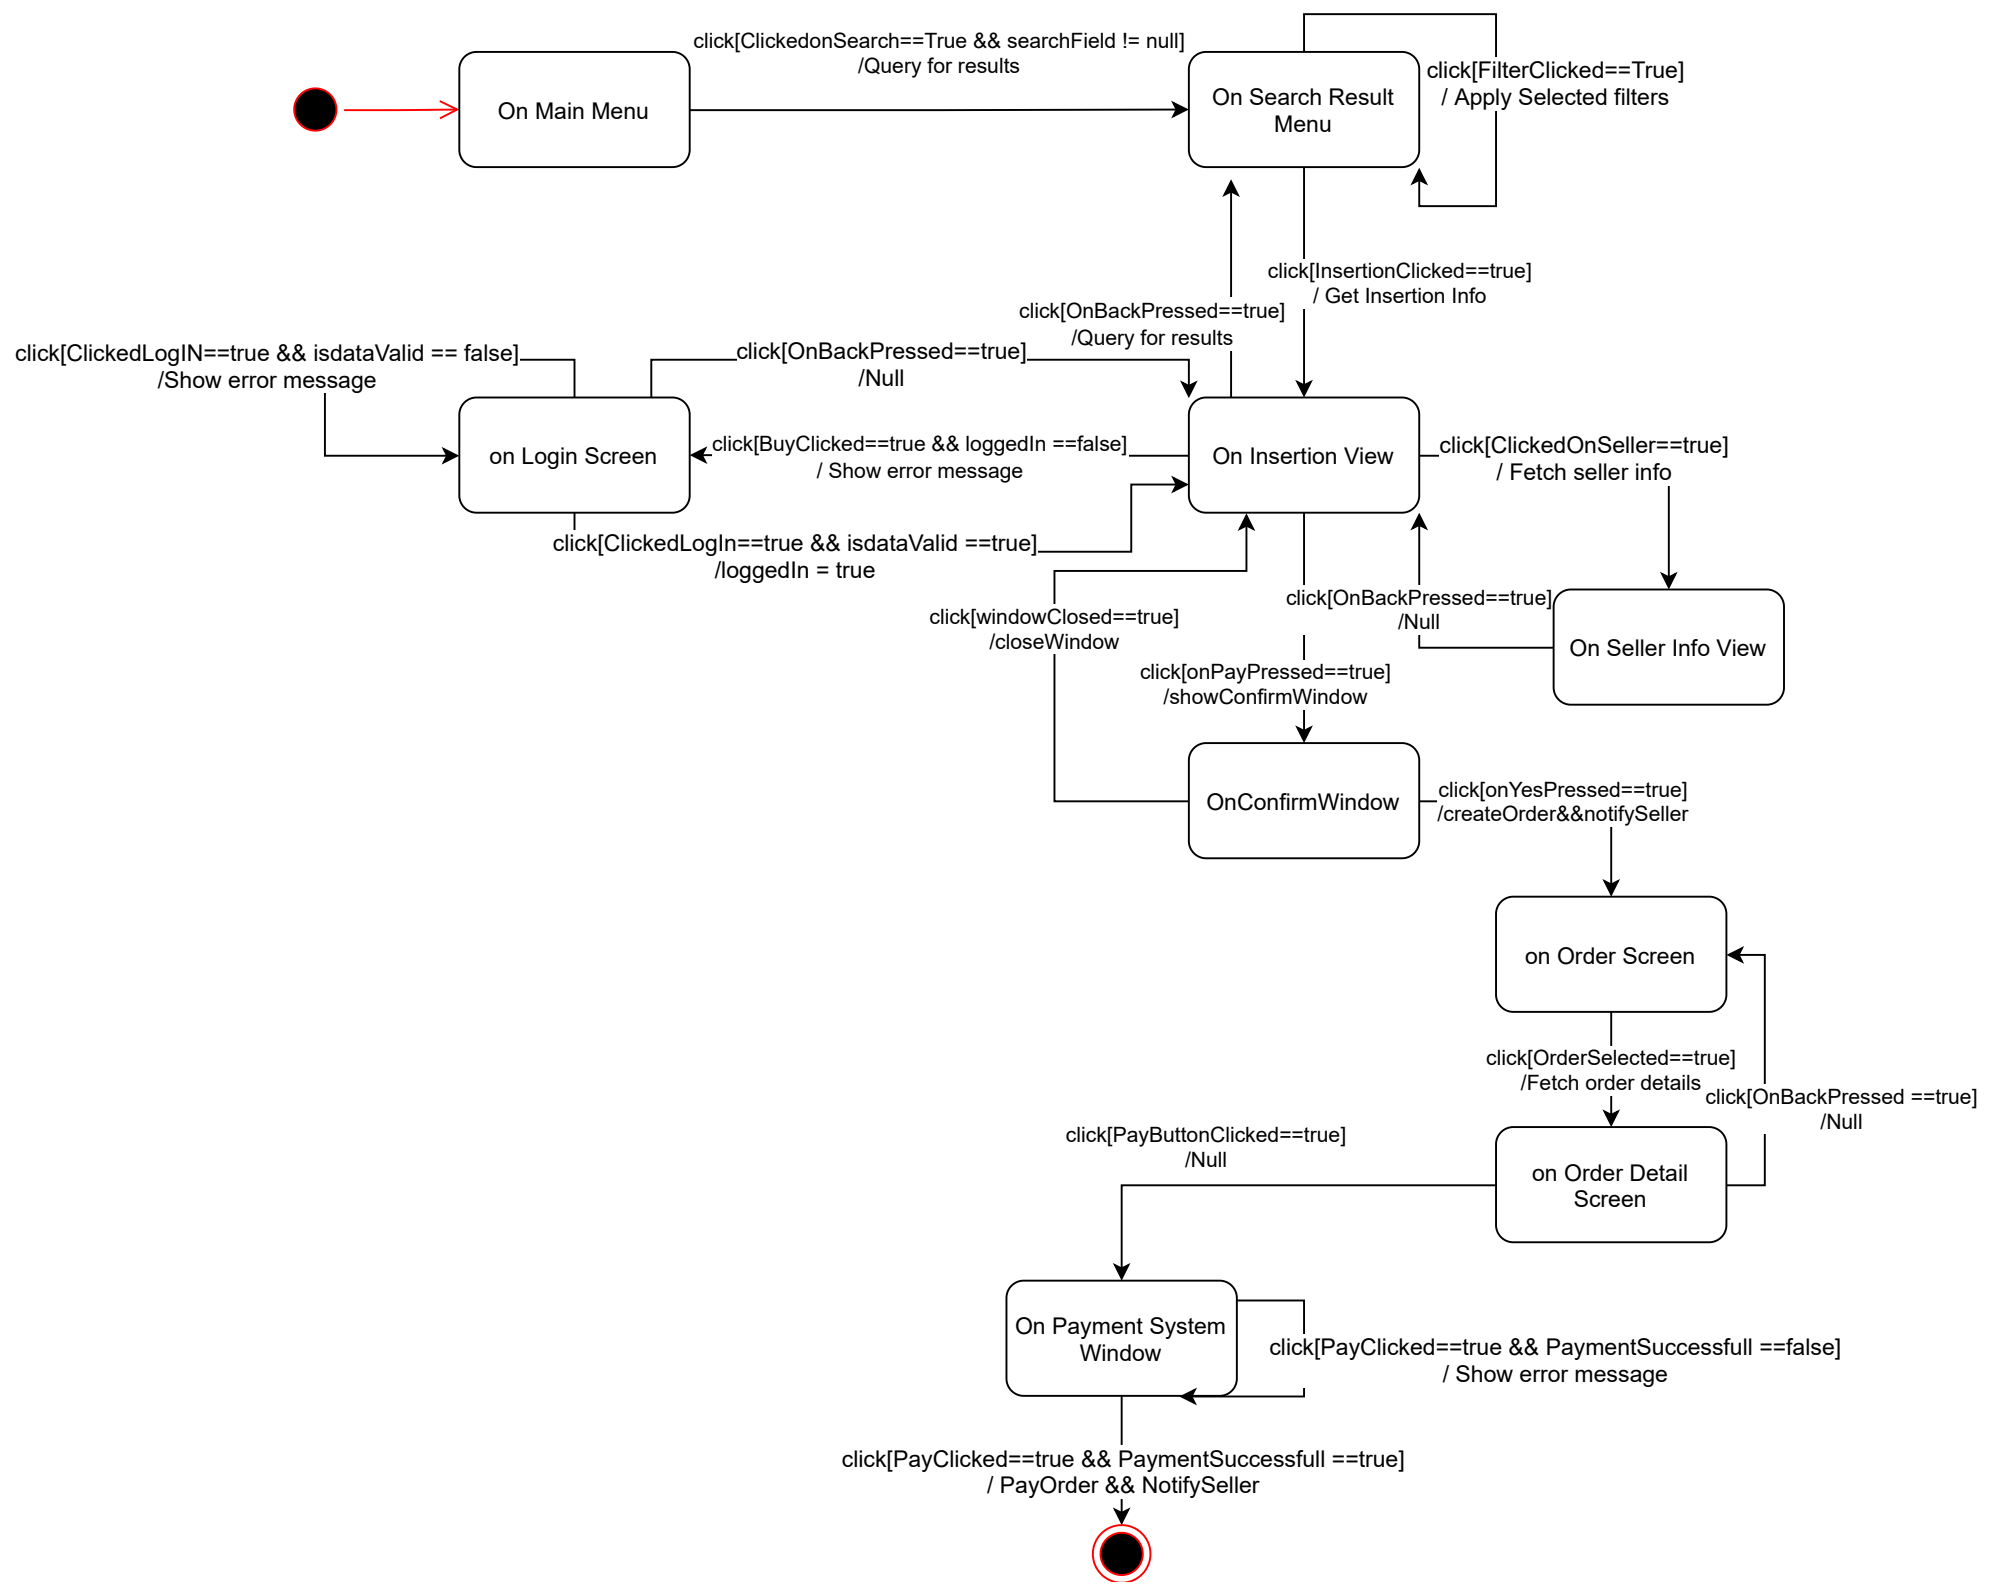 click[ClickedonSearch==True && searchField != null]
/Query for results
On Main Menu
On Search Result
Menu
click[FilterClicked==True]
/ Apply Selected filters
click[InsertionClicked==true]
/ Get Insertion Info
click[OnBackPressed==true]
/Query for results
click[ClickedLogIN==true && isdataValid == false]
/Show error message
click[OnBackPressed==true]
/Null
on Login Screen
click[BuyClicked==true && loggedIn ==false]
/ Show error message
On Insertion View
click[ClickedOnSeller==true]
/ Fetch seller info
click[ClickedLogIn==true && isdataValid ==true]
/loggedIn = true
click[windowClosed==true]
/closeWindow
click[OnBackPressed==true]
/Null
On Seller Info View
click[onPayPressed==true]
/showConfirmWindow
OnConfirmWindow
click[onYesPressed==true]
/createOrder&&notifySeller
on Order Screen
click[OrderSelected==true]
/Fetch order details
click[OnBackPressed ==true]
/Null
click[PayButtonClicked==true]
/Null
on Order Detail
Screen
On Payment System
Window
click[PayClicked==true && PaymentSuccessfull ==false]
/ Show error message
click[PayClicked==true && PaymentSuccessfull ==true]
/ PayOrder && NotifySeller